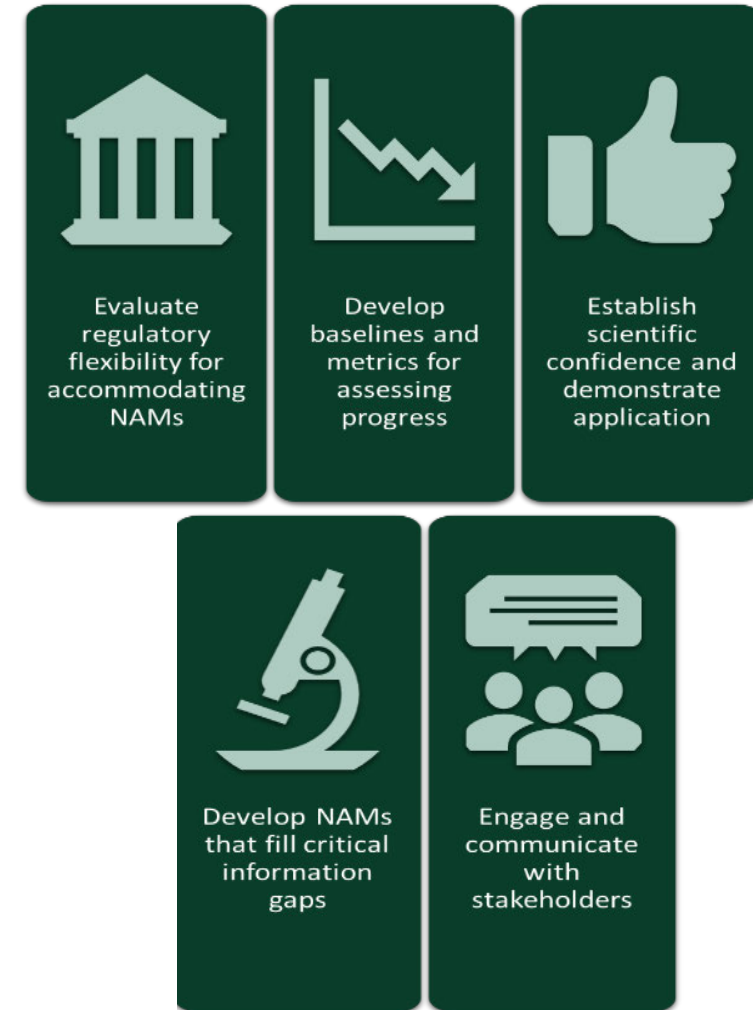 Evaluate
regulatory
flexibility for
accommodating
NAMs
Develop
baselines and
metrics for
assessing
progress
Establish
scientific
confidence and
demonstrate
application
Develop NAMs
that fill critical
information
gaps
Engage and
communicate
with
stakeholders